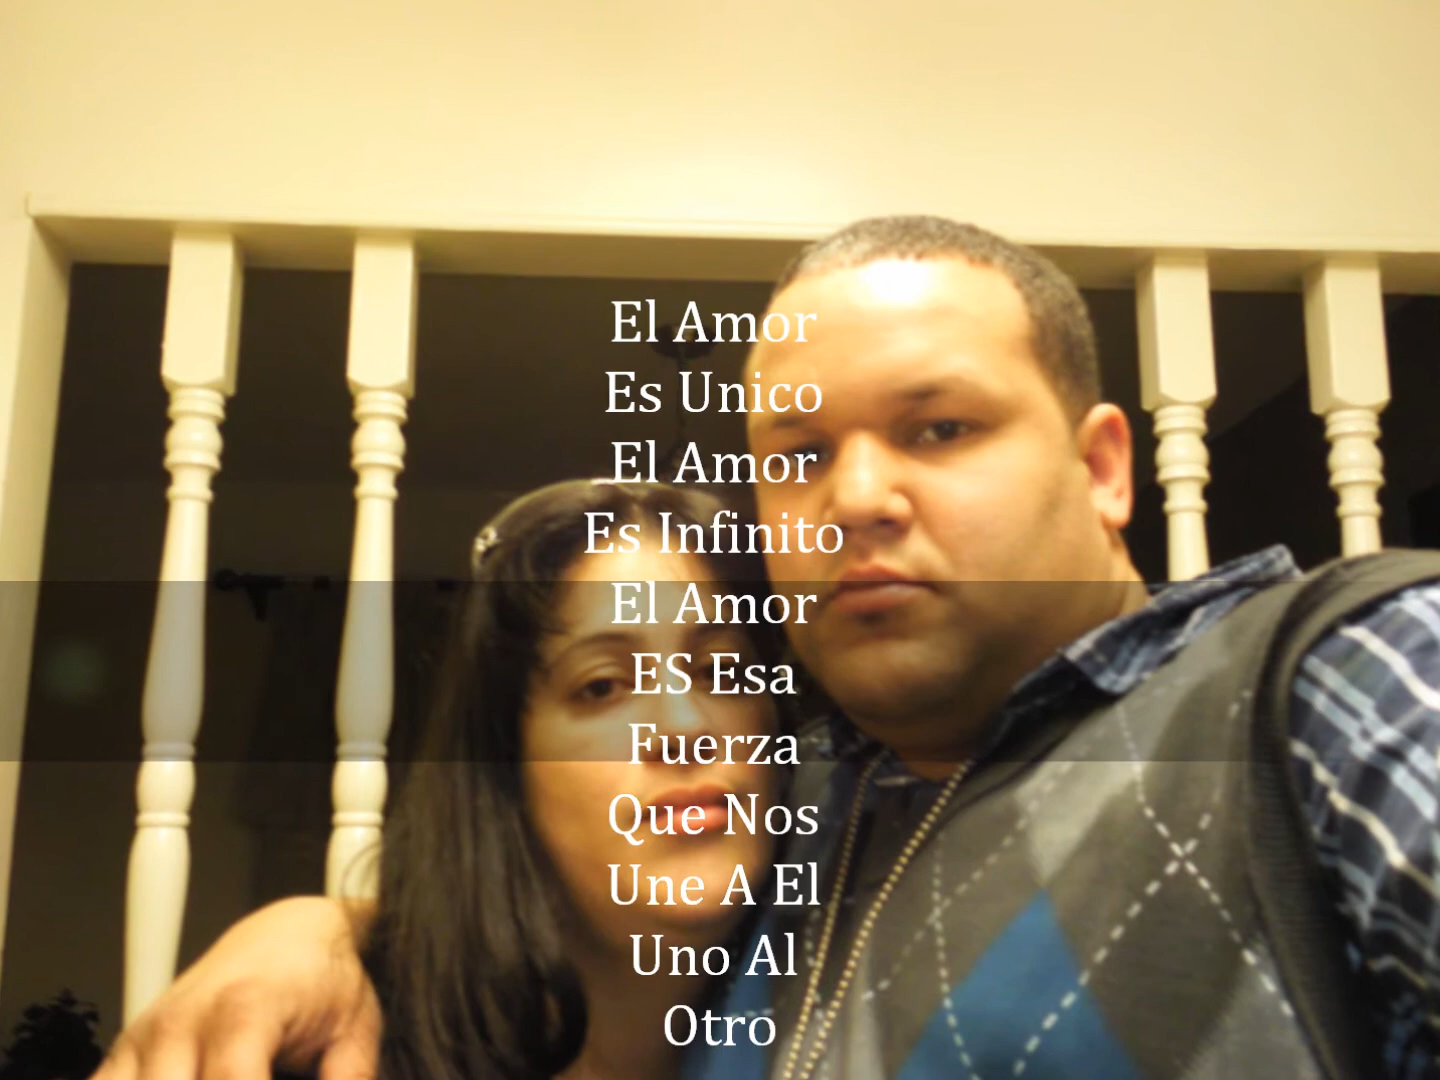 El Amor
Es Unico
El Amor
Es Infinito
El Amor
ES Esa
Fuerza
Que Nos
Une A El
Uno Al
Otro